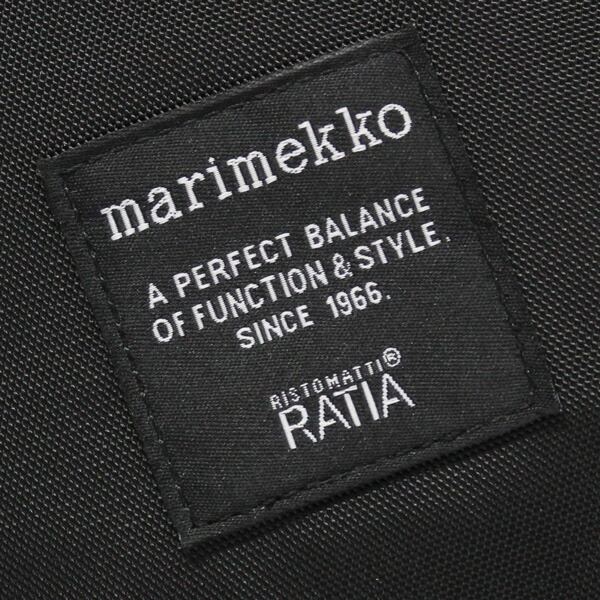 marimekko
A PERFECT BALANCE
OF FUNCTION & STYLE.
SINCE 1966.
RISTOMATTI®
RATIA